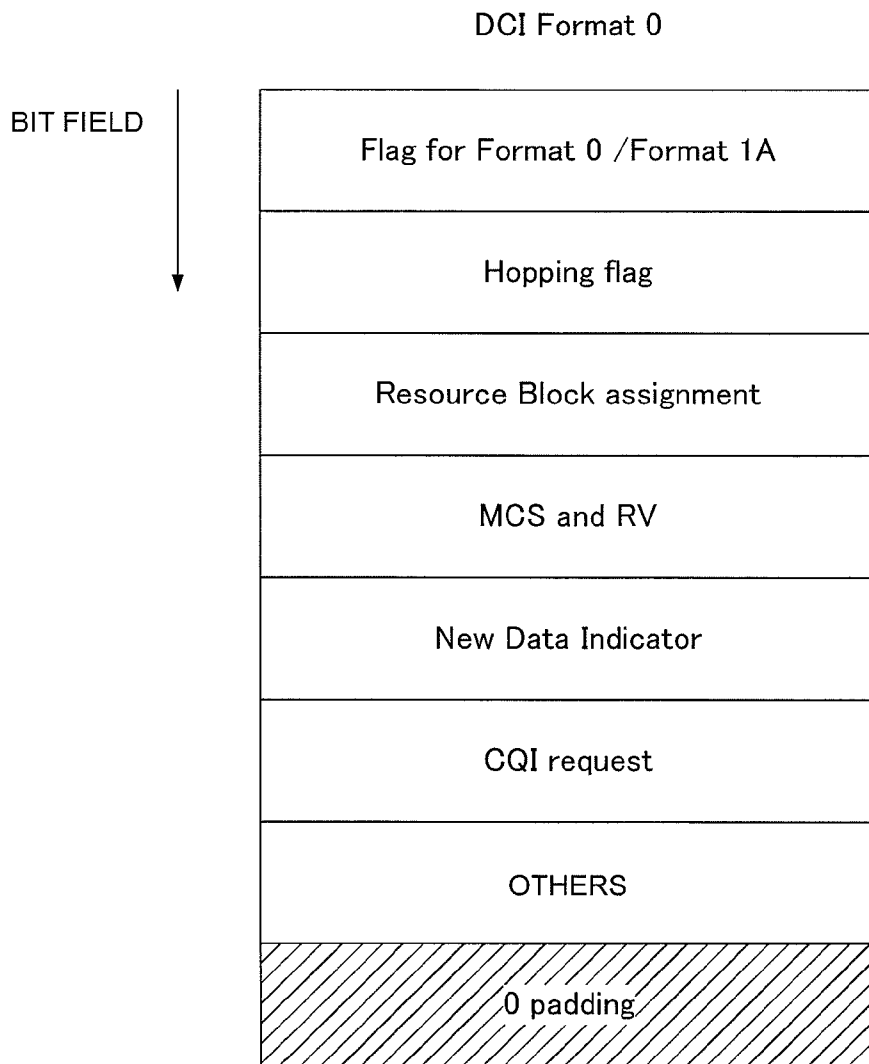 DCI Format 0
BIT FIELD
Flag for Format 0 /Format 1A
Hopping flag
Resource Block assignment
MCS and RV
New Data Indicator
CQI request
OTHERS
0 padding